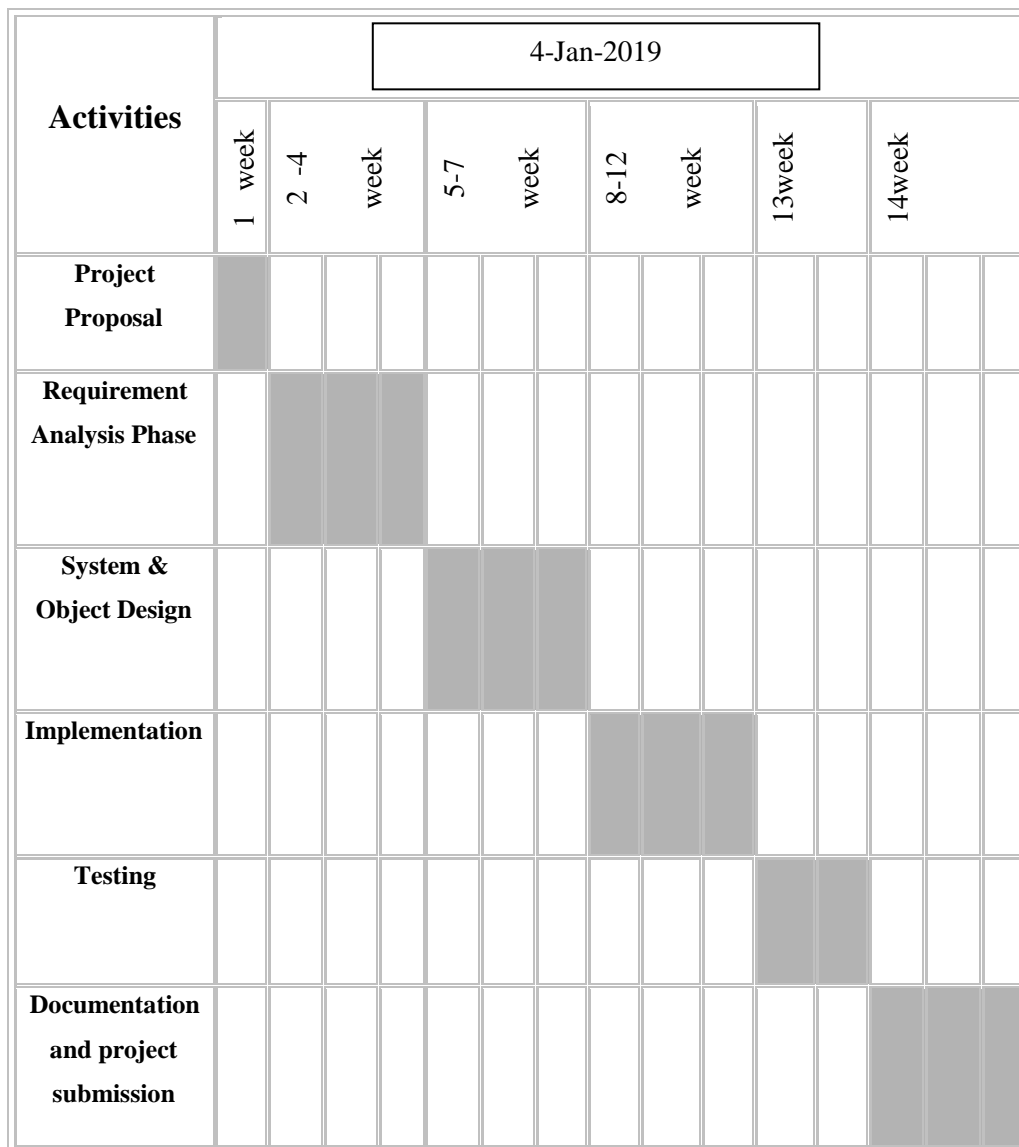 4-Jan-2019
Activities
1 week
2 -4 week
5-7 week
8-12 week
13week
14week
Project
Proposal
Requirement
Analysis Phase
System &
Object Design
Implementation
Testing
Documentation
and project
submission